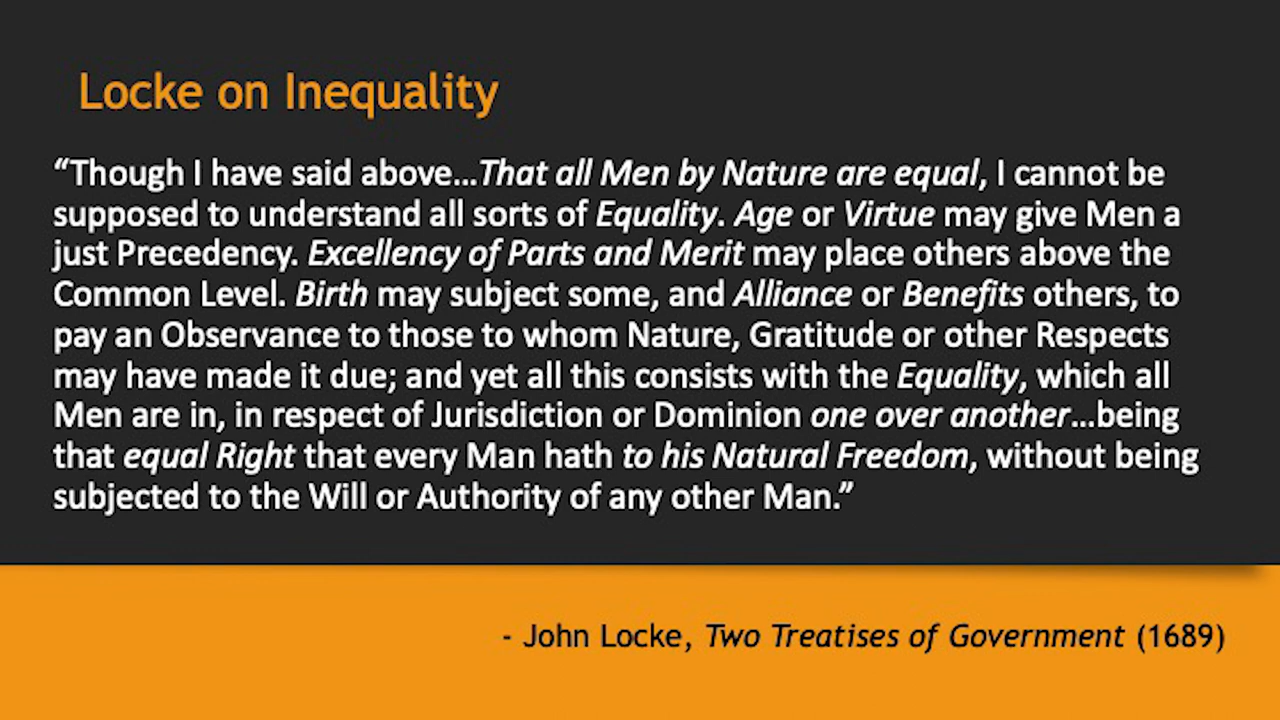 Locke on Inequality
“Though I have said above…That all Men by Nature are equal, I cannot be
supposed to understand all sorts of Equality. Age or Virtue may give Men a
just Precedency. Excellency of Parts and Merit may place others above the
Common Level. Birth may subject some, and Alliance or Benefits others, to
pay an Observance to those to whom Nature, Gratitude or other Respects
may have made it due; and yet all this consists with the Equality, which all
Men are in, in respect of Jurisdiction or Dominion one over another…being
that equal Right that every Man hath to his Natural Freedom, without being
subjected to the Will or Authority of any other Man.”
- John Locke, Two Treatises of Government (1689)